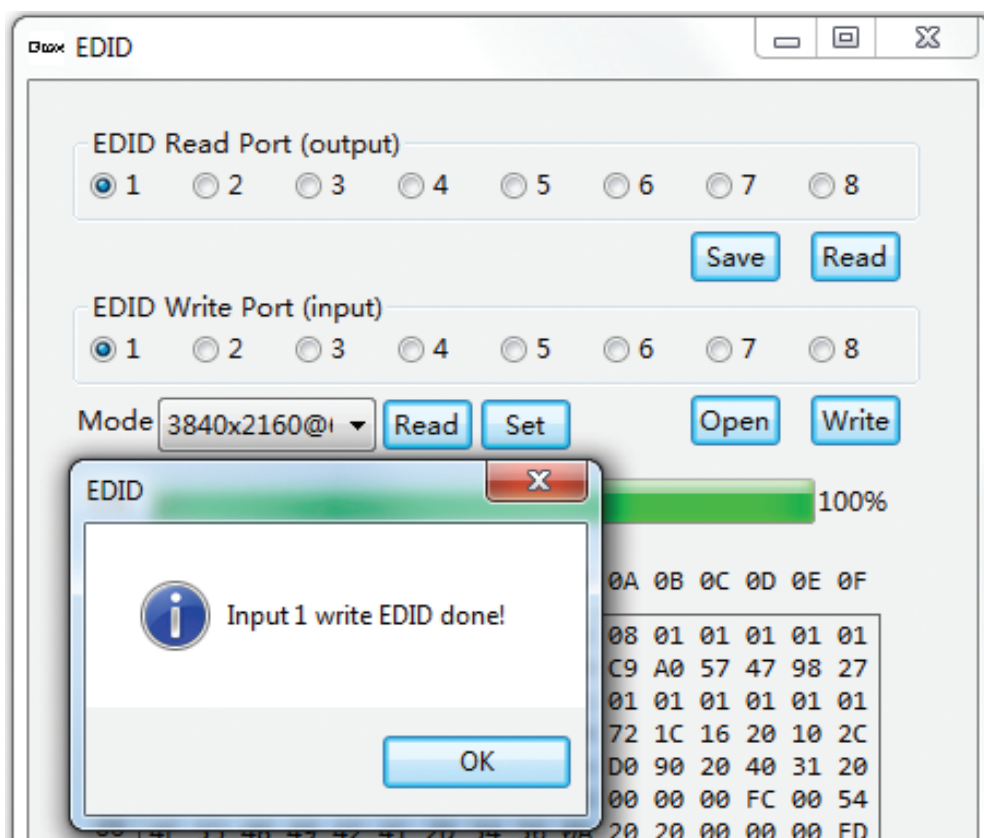 EDID
EDID Read Port (output)
1 2 3 4 5 6 7 8
Save Read
EDID Write Port (input)
1 2 3 4 5 6 7 8
Mode 3840x2160@ Read Set Open Write
EDID
100%
Input 1 write EDID done!
OK
0A 0B 0C 0D 0E 0F
08 01 01 01 01 01
C9 A0 57 47 98 27
01 01 01 01 01 01
72 1C 16 20 10 2C
D0 90 20 40 31 20
00 00 00 FC 00 54
20 20 00 00 00 FD